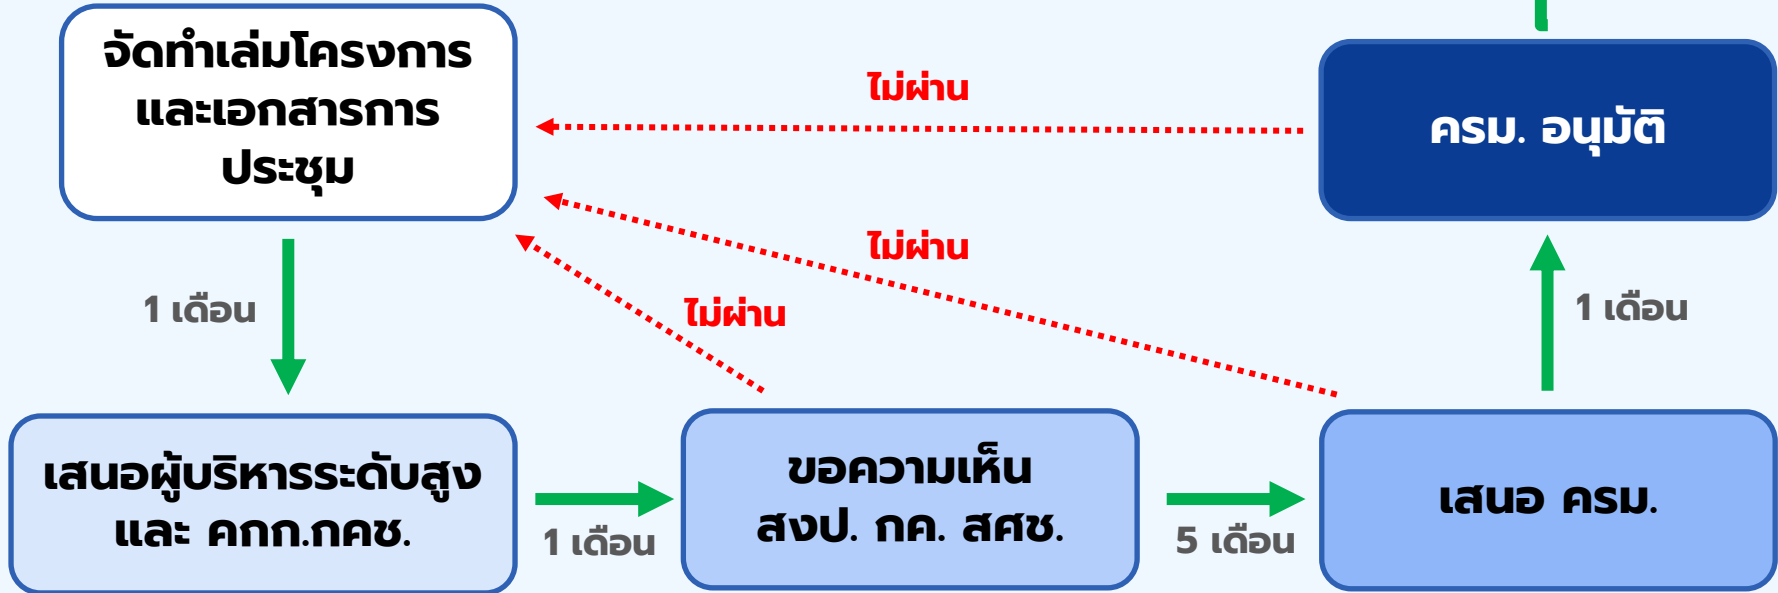 จัดทำเล่มโครงการ
และเอกสารการ
ประชุม
ไม่ผ่าน
ครม. อนุมัติ
ไม่ผ่าน
ไม่ผ่าน
1 เดือน
1 เดือน
เสนอผู้บริหารระดับสูง
และ คกก.กคช.
1 เดือน
ขอความเห็น
สงป. กค. สศช.
5 เดือน
เสนอ ครม.